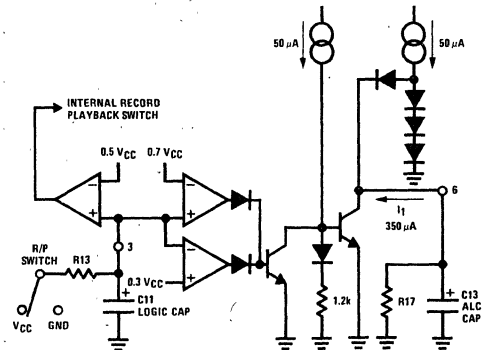 50 μA
50 μA
INTERNAL RECORD
PLAYBACK SWITCH
0.5 VCC
0.7 VCC
6
I1
350 μA
R/P
SWITCH
R13
3
0.3 VCC
C11
LOGIC CAP
1.2k
R17
C13
ALC
CAP
VCC
GND